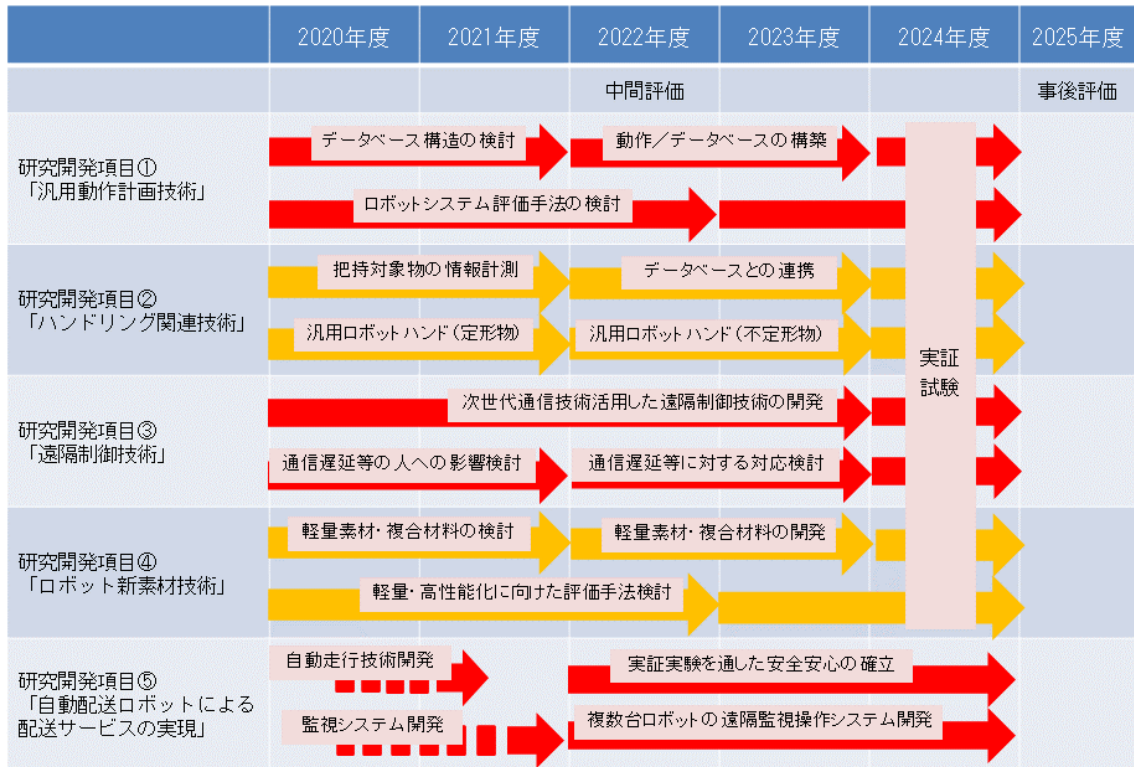 2020年度 2021年度 2022年度 2023年度 2024年度 2025年度
中間評価 事後評価
研究開発項目①
「汎用動作計画技術」
データベース構造の検討
動作／データベースの構築
ロボットシステム評価手法の検討
研究開発項目②
「ハンドリング関連技術」
把持対象物の情報計測
データベースとの連携
汎用ロボットハンド(定形物)
汎用ロボットハンド(不定形物)
実証
試験
研究開発項目③
「遠隔制御技術」
次世代通信技術活用した遠隔制御技術の開発
通信遅延等の人への影響検討
通信遅延等に対する対応検討
研究開発項目④
「ロボット新素材技術」
軽量素材・複合材料の検討
軽量素材・複合材料の開発
軽量・高性能化に向けた評価手法検討
研究開発項目⑤
「自動配送ロボットによる
配送サービスの実現」
自動走行技術開発
実証実験を通した安全安心の確立
監視システム開発
複数台ロボットの遠隔監視操作システム開発